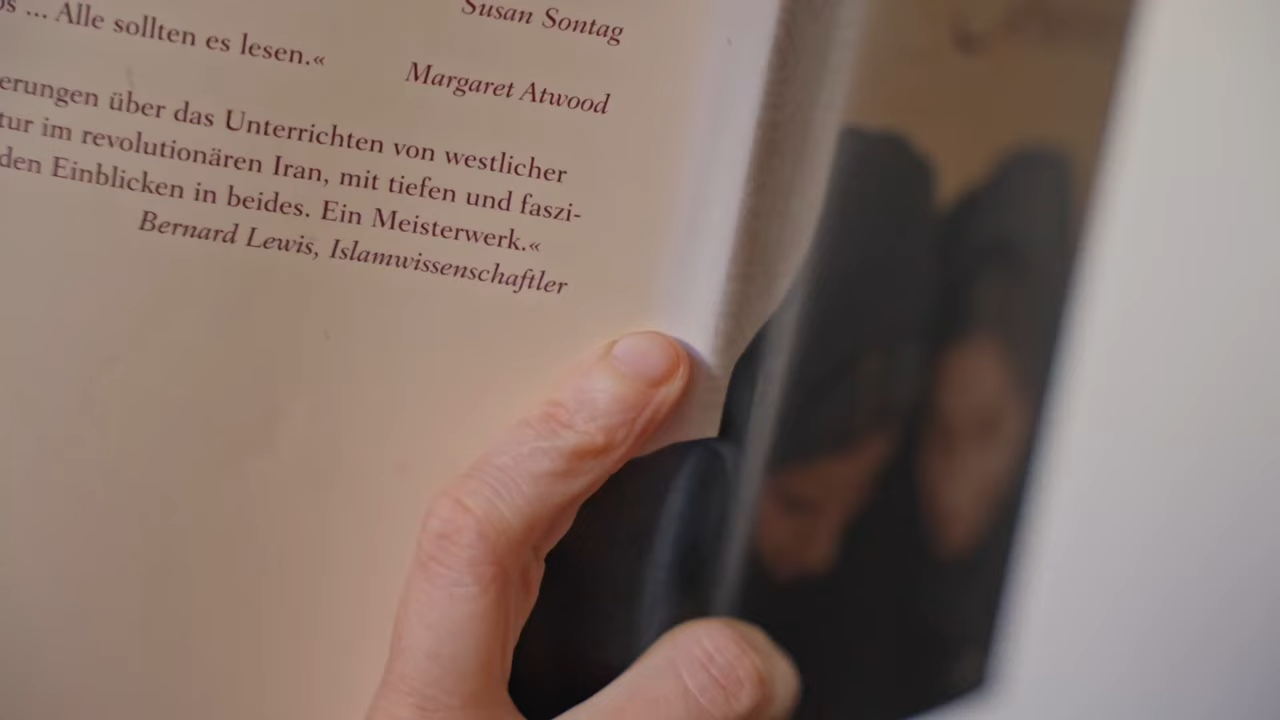 Susan Sontag
... Alle sollten es lesen.«
Margaret Atwood
erungen über das Unterrichten von westlicher
tur im revolutionären Iran, mit tiefen und faszi-
den Einblicken in beides. Ein Meisterwerk.«
Bernard Lewis, Islamwissenschaftler